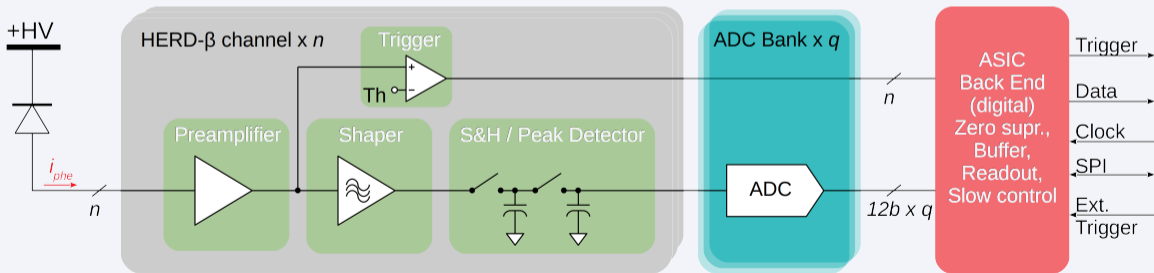 +HV
i phe
n
HERD-β channel x n
Trigger
+
Th
-
Preamplifier
Shaper
S&H / Peak Detector
ADC Bank x q
ADC
n
12b x q
ASIC
Back End
(digital)
Zero supr.,
Buffer,
Readout,
Slow control
Trigger
Data
Clock
SPI
Ext.
Trigger